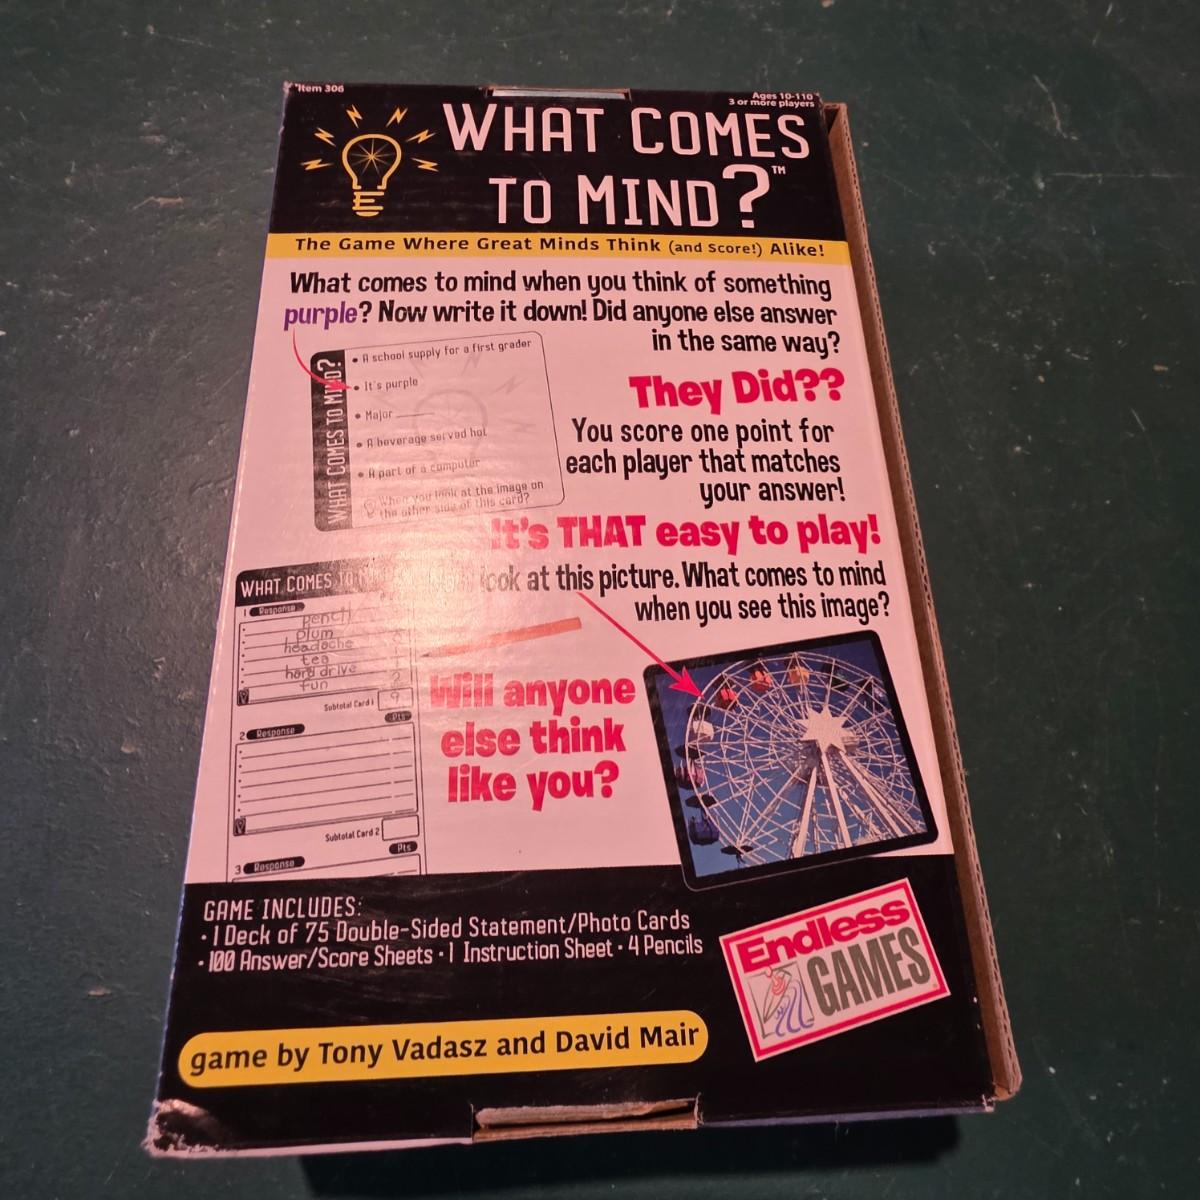 Item 306
Ages 10-110
3 or more players
WHAT COMES
TO MIND?™
The Game Where Great Minds Think (and Score!) Alike!
What comes to mind when you think of something
purple? Now write it down! Did anyone else answer
in the same way?
WHAT COMES TO MIND?
• A school supply for a first grader
• It's purple
• Major
• A beverage served hot
• A part of a computer
When you look at the image on
the other side of this card?
They Did??
You score one point for
each player that matches
your answer!
It's THAT easy to play!
look at this picture. What comes to mind
when you see this image?
WHAT COMES TO
1 Response
pencil
plum
headache
tea
hard drive 2
fun
Subtotal Card 1 9
Pts
2 Response
Subtotal Card 2
Pts
3 Response
Will anyone
else think
like you?
GAME INCLUDES:
• 1 Deck of 75 Double-Sided Statement/Photo Cards
• 100 Answer/Score Sheets • 1 Instruction Sheet • 4 Pencils
Endless
GAMES
game by Tony Vadasz and David Mair